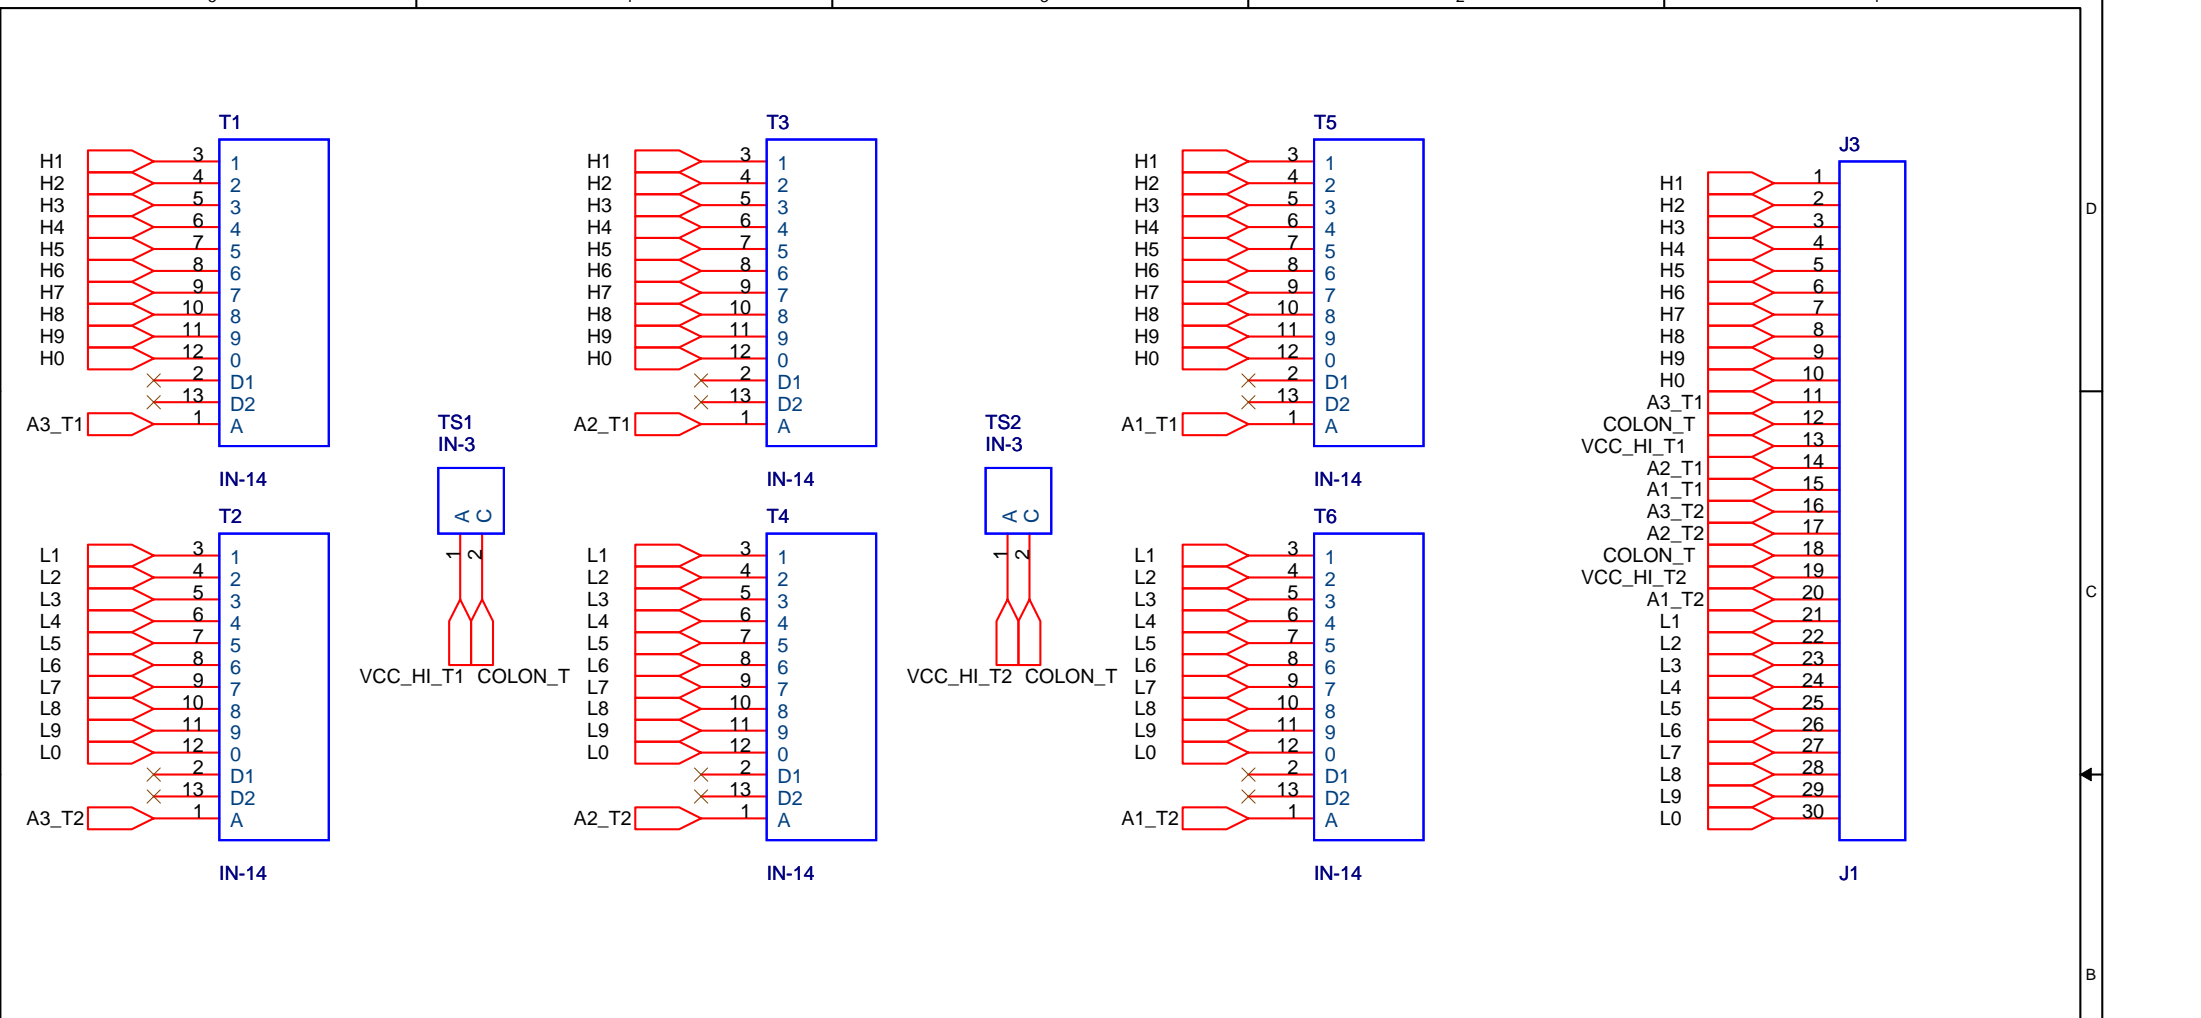 T1
H1 3 1
H2 4 2
H3 5 3
H4 6 4
H5 7 5
H6 8 6
H7 9 7
H8 10 8
H9 11 9
H0 12 0
2 D1
13 D2
A3_T1 1 A
IN-14
T2
L1 3 1
L2 4 2
L3 5 3
L4 6 4
L5 7 5
L6 8 6
L7 9 7
L8 10 8
L9 11 9
L0 12 0
2 D1
13 D2
A3_T2 1 A
IN-14
TS1
IN-3
A C
1 2
VCC_HI_T1 COLON_T
T3
H1 3 1
H2 4 2
H3 5 3
H4 6 4
H5 7 5
H6 8 6
H7 9 7
H8 10 8
H9 11 9
H0 12 0
2 D1
13 D2
A2_T1 1 A
IN-14
T4
L1 3 1
L2 4 2
L3 5 3
L4 6 4
L5 7 5
L6 8 6
L7 9 7
L8 10 8
L9 11 9
L0 12 0
2 D1
13 D2
A2_T2 1 A
IN-14
TS2
IN-3
A C
1 2
VCC_HI_T2 COLON_T
T5
H1 3 1
H2 4 2
H3 5 3
H4 6 4
H5 7 5
H6 8 6
H7 9 7
H8 10 8
H9 11 9
H0 12 0
2 D1
13 D2
A1_T1 1 A
IN-14
T6
L1 3 1
L2 4 2
L3 5 3
L4 6 4
L5 7 5
L6 8 6
L7 9 7
L8 10 8
L9 11 9
L0 12 0
2 D1
13 D2
A1_T2 1 A
IN-14
J3
H1 1
H2 2
H3 3
H4 4
H5 5
H6 6
H7 7
H8 8
H9 9
H0 10
A3_T1 11
COLON_T 12
VCC_HI_T1 13
A2_T1 14
A1_T1 15
A3_T2 16
A2_T2 17
COLON_T 18
VCC_HI_T2 19
A1_T2 20
L1 21
L2 22
L3 23
L4 24
L5 25
L6 26
L7 27
L8 28
L9 29
L0 30
J1
D
C
B